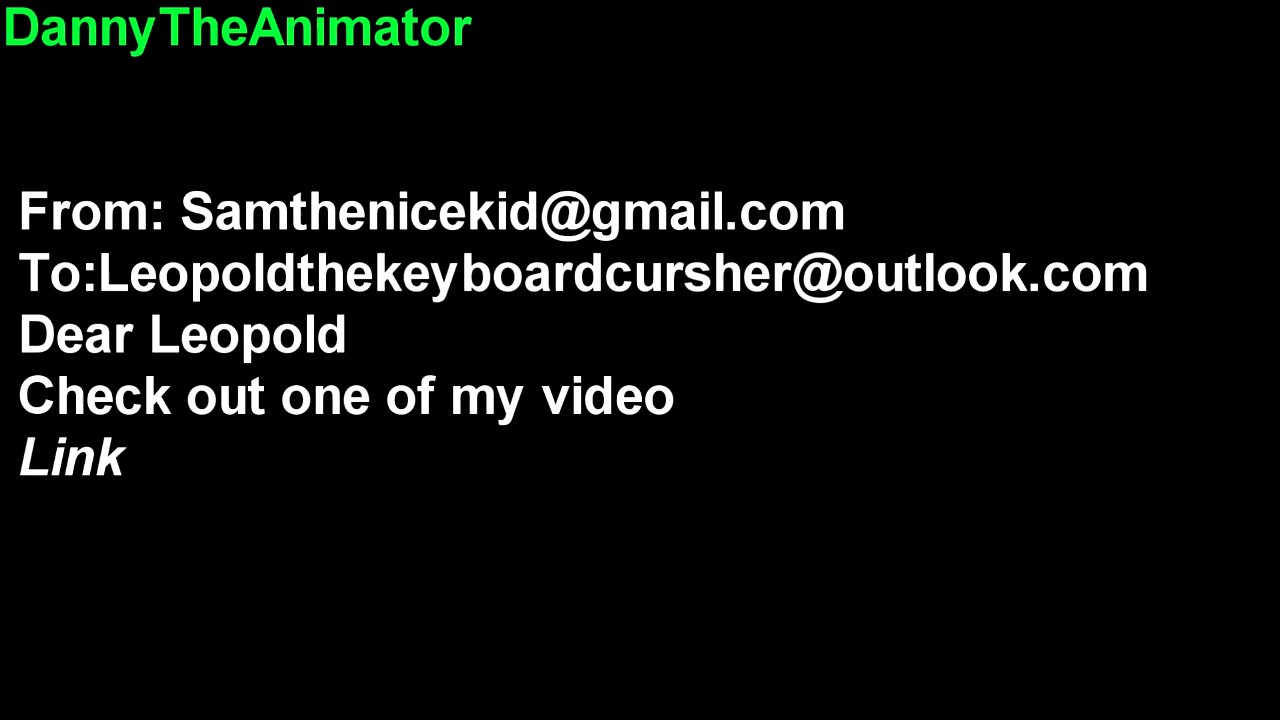 DannyTheAnimator
From: Samthenicekid@gmail.com
To:Leopoldthekeyboardcursher@outlook.com
Dear Leopold
Check out one of my video
Link